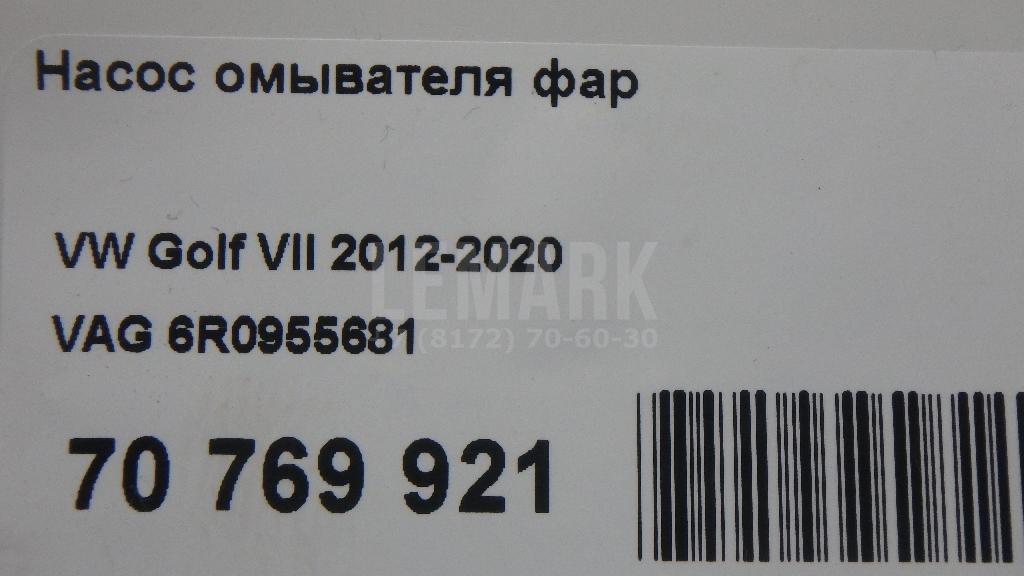 Насос омывателя фар
VW Golf VII 2012-2020
LEMARK
VAG 6R0955681
(8172) 70-60-30
70 769 921